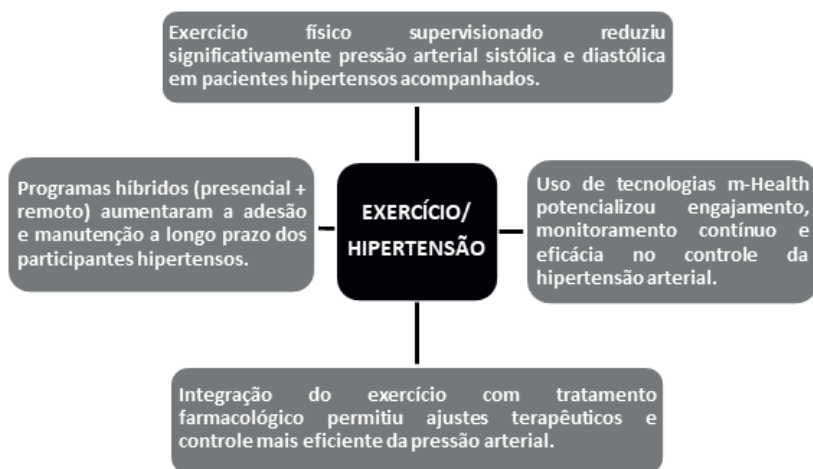 Exercício físico supervisionado reduziu
significativamente pressão arterial sistólica e diastólica
em pacientes hipertensos acompanhados.
Programas híbridos (presencial +
remoto) aumentaram a adesão
e manutenção a longo prazo dos
participantes hipertensos.
EXERCÍCIO/
HIPERTENSÃO
Uso de tecnologias m-Health
potencializou engajamento,
monitoramento contínuo e
eficácia no controle da
hipertensão arterial.
Integração do exercício com tratamento
farmacológico permitiu ajustes terapêuticos e
controle mais eficiente da pressão arterial.